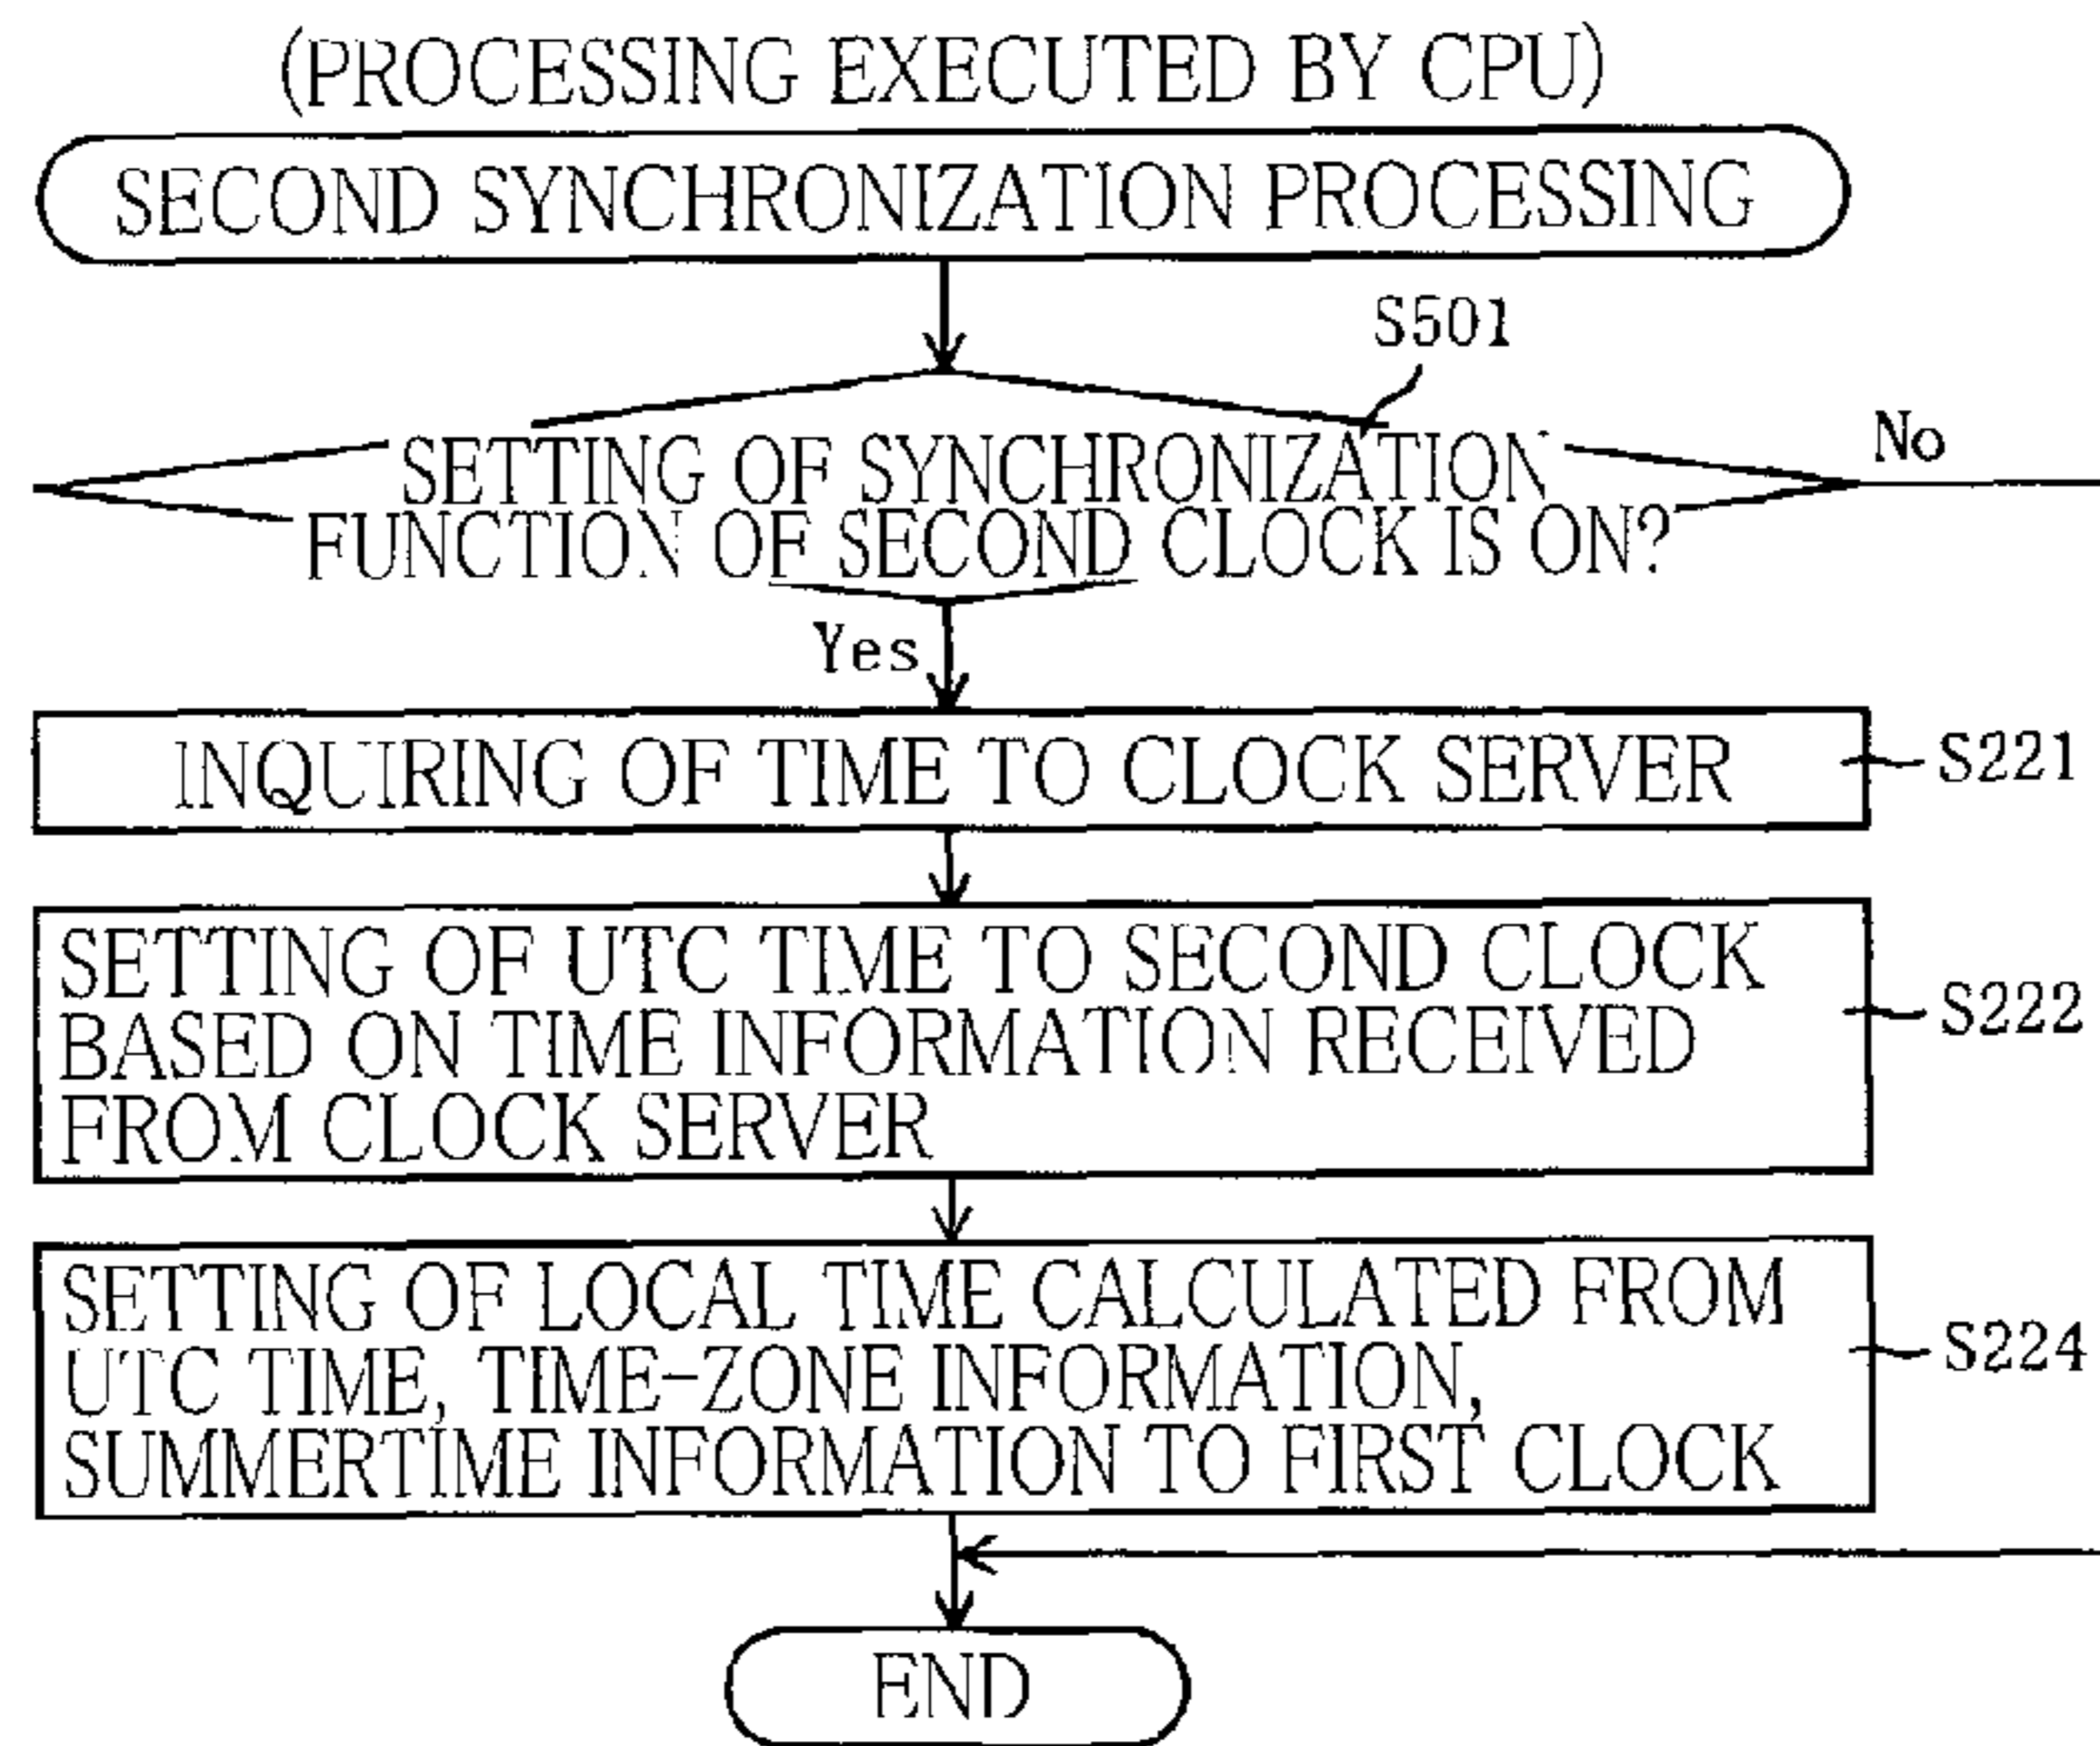 (PROCESSING EXECUTED BY CPU)
SECOND SYNCHRONIZATION PROCESSING
S501
SETTING OF SYNCHRONIZATION
FUNCTION OF SECOND CLOCK IS ON?
No
Yes
INQUIRING OF TIME TO CLOCK SERVER
S221
SETTING OF UTC TIME TO SECOND CLOCK
BASED ON TIME INFORMATION RECEIVED
FROM CLOCK SERVER
S222
SETTING OF LOCAL TIME CALCULATED FROM
UTC TIME, TIME-ZONE INFORMATION,
SUMMERTIME INFORMATION TO FIRST CLOCK
S224
END